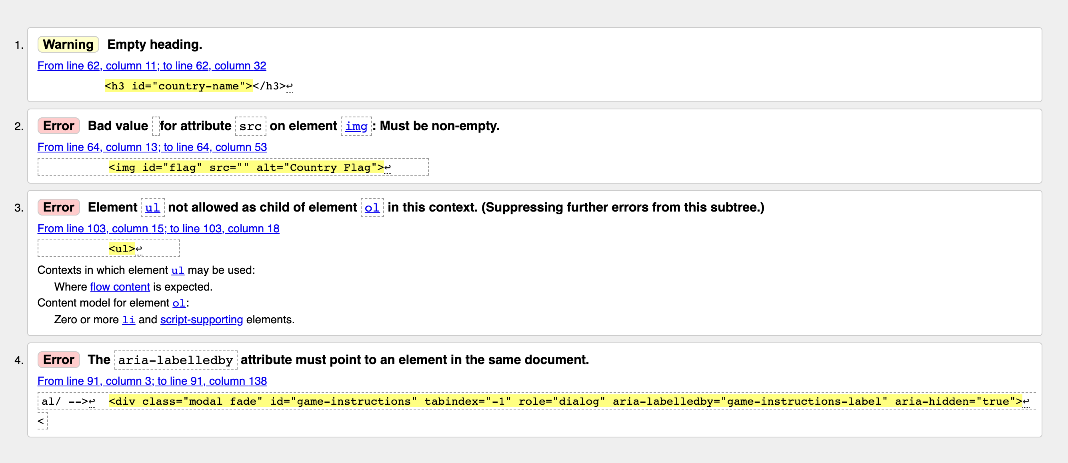 1. Warning Empty heading.
From line 62, column 11; to line 62, column 32
<h3 id="country-name"></h3>↩
2. Error Bad value for attribute src on element img: Must be non-empty.
From line 64, column 13; to line 64, column 53
<img id="flag" src="" alt="Country Flag">↩
3. Error Element ul not allowed as child of element ol in this context. (Suppressing further errors from this subtree.)
From line 103, column 15; to line 103, column 18
<ul>↩
Contexts in which element ul may be used:
Where flow content is expected.
Content model for element ol:
Zero or more li and script-supporting elements.
4. Error The aria-labelledby attribute must point to an element in the same document.
From line 91, column 3; to line 91, column 138
al/ -->↩ <div class="modal fade" id="game-instructions" tabindex="-1" role="dialog" aria-labelledby="game-instructions-label" aria-hidden="true">↩
<